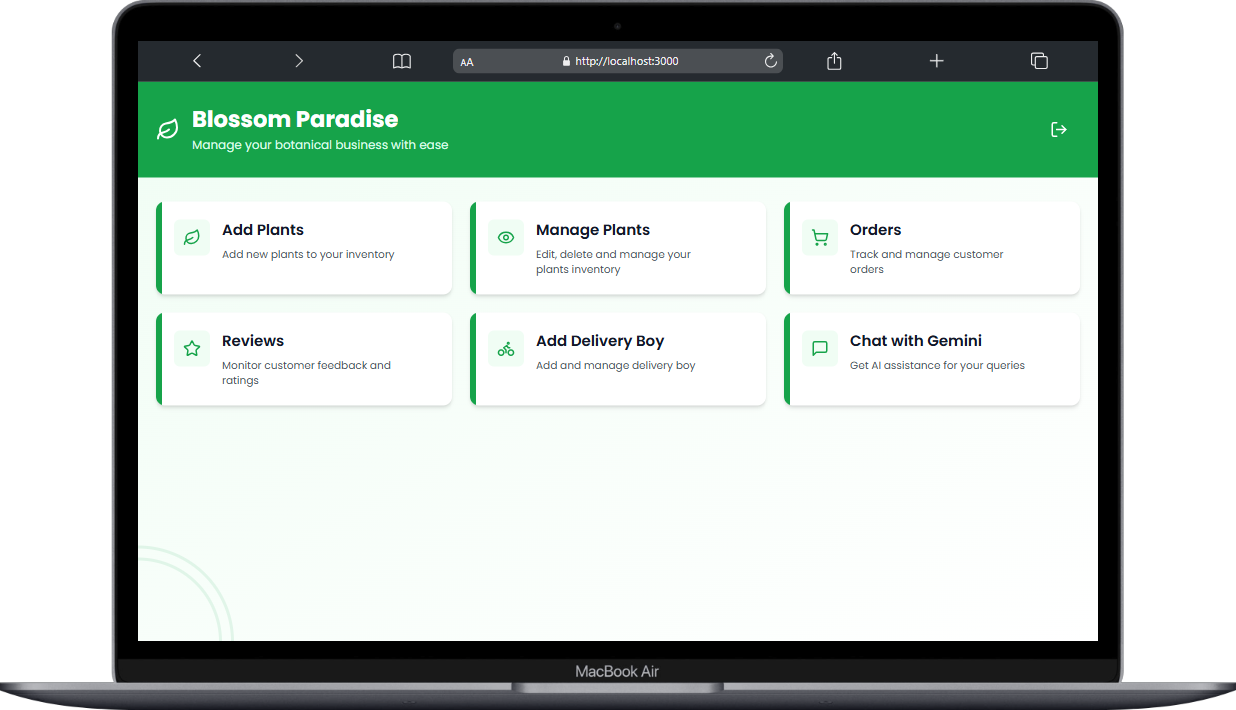 AA
http://localhost:3000
Blossom Paradise
Manage your botanical business with ease
Add Plants
Add new plants to your inventory
Manage Plants
Edit, delete and manage your
plants inventory
Orders
Track and manage customer
orders
Reviews
Monitor customer feedback and
ratings
Add Delivery Boy
Add and manage delivery boy
Chat with Gemini
Get AI assistance for your queries
MacBook Air